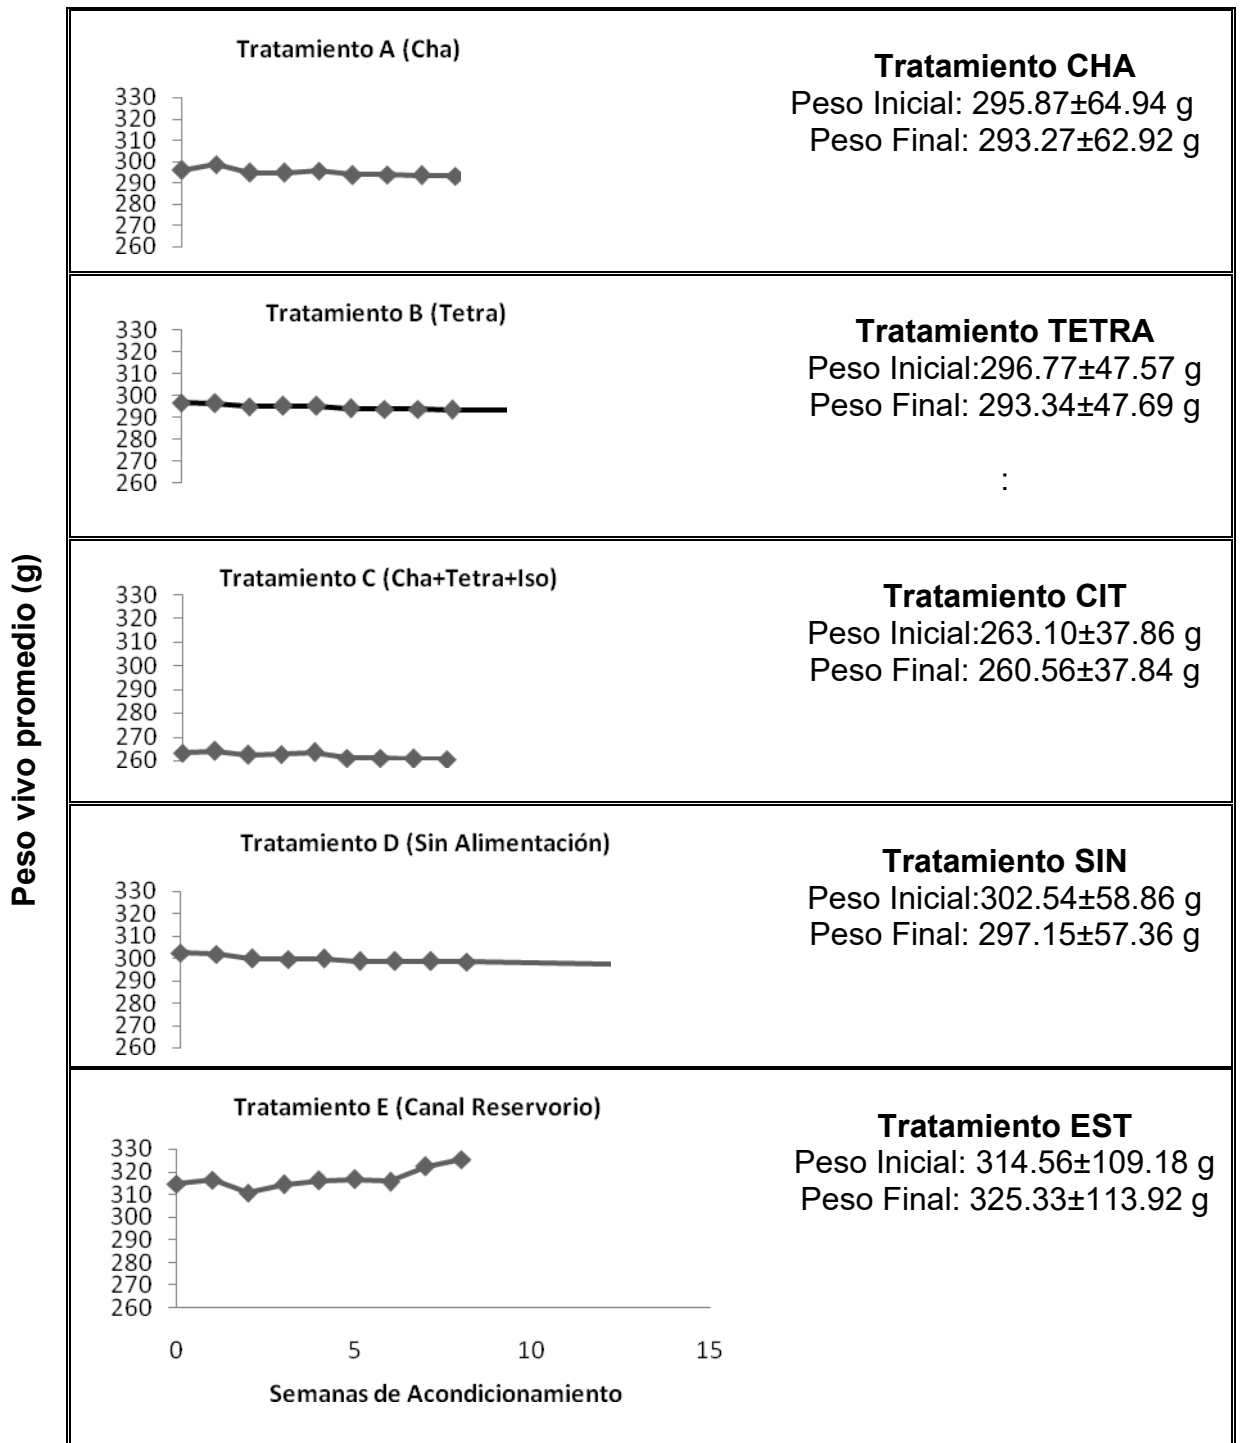 Peso vivo promedio (g)
Tratamiento A (Cha)
330
320
310
300
290
280
270
260
Tratamiento CHA
Peso Inicial: 295.87±64.94 g
Peso Final: 293.27±62.92 g
Tratamiento B (Tetra)
330
320
310
300
290
280
270
260
Tratamiento TETRA
Peso Inicial:296.77±47.57 g
Peso Final: 293.34±47.69 g
:
Tratamiento C (Cha+Tetra+Iso)
330
320
310
300
290
280
270
260
Tratamiento CIT
Peso Inicial:263.10±37.86 g
Peso Final: 260.56±37.84 g
Tratamiento D (Sin Alimentación)
330
320
310
300
290
280
270
260
Tratamiento SIN
Peso Inicial:302.54±58.86 g
Peso Final: 297.15±57.36 g
Tratamiento E (Canal Reservorio)
330
320
310
300
290
280
270
260
0 5 10 15
Semanas de Acondicionamiento
Tratamiento EST
Peso Inicial: 314.56±109.18 g
Peso Final: 325.33±113.92 g